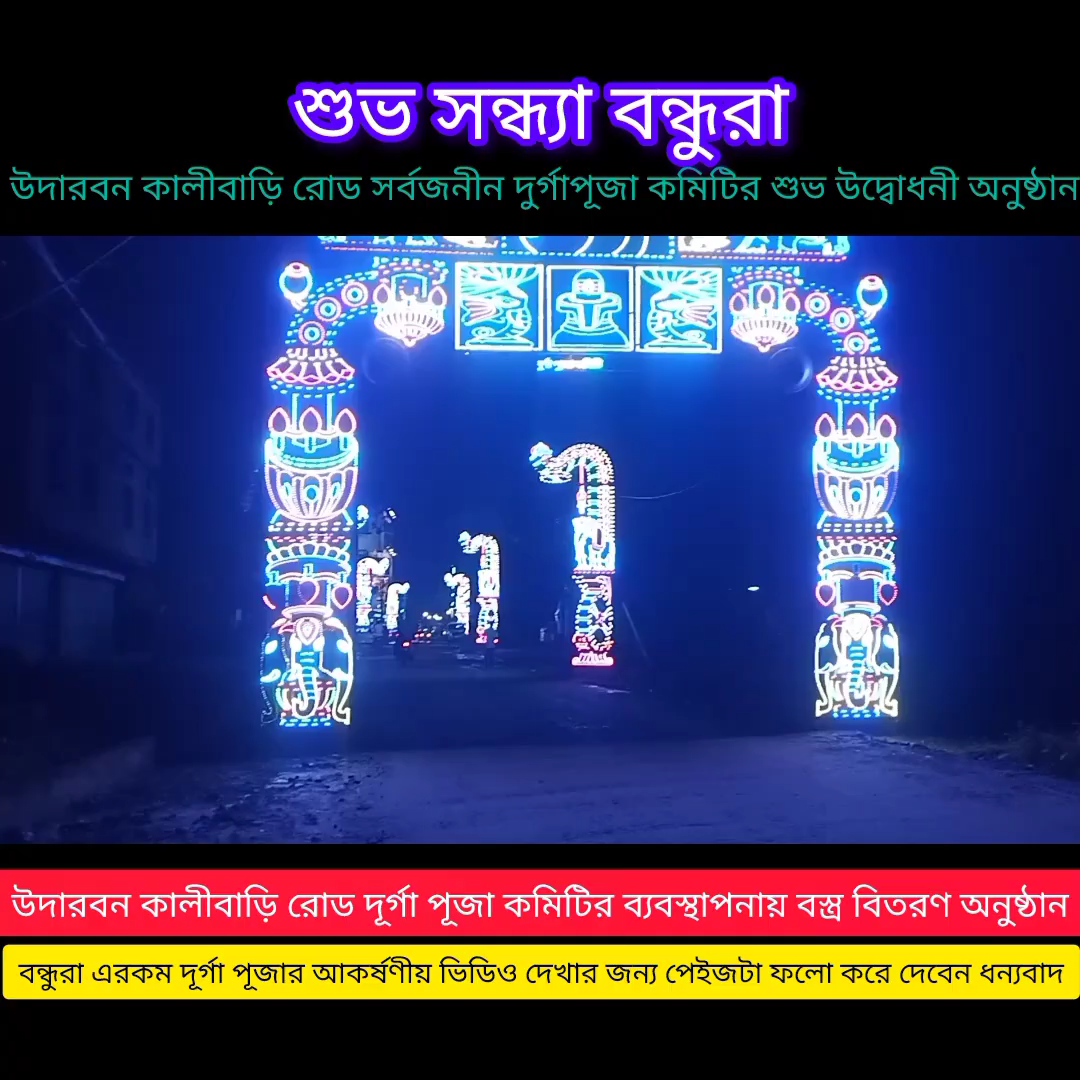 শুভ সন্ধ্যা বন্ধুরা
উদারবন কালীবাড়ি রোড সর্বজনীন দুর্গাপূজা কমিটির শুভ উদ্বোধনী অনুষ্ঠান
উদারবন কালীবাড়ি রোড দূর্গা পূজা কমিটির ব্যবস্থাপনায় বস্ত্র বিতরণ অনুষ্ঠান
বন্ধুরা এরকম দূর্গা পূজার আকর্ষণীয় ভিডিও দেখার জন্য পেইজটা ফলো করে দেবেন ধন্যবাদ